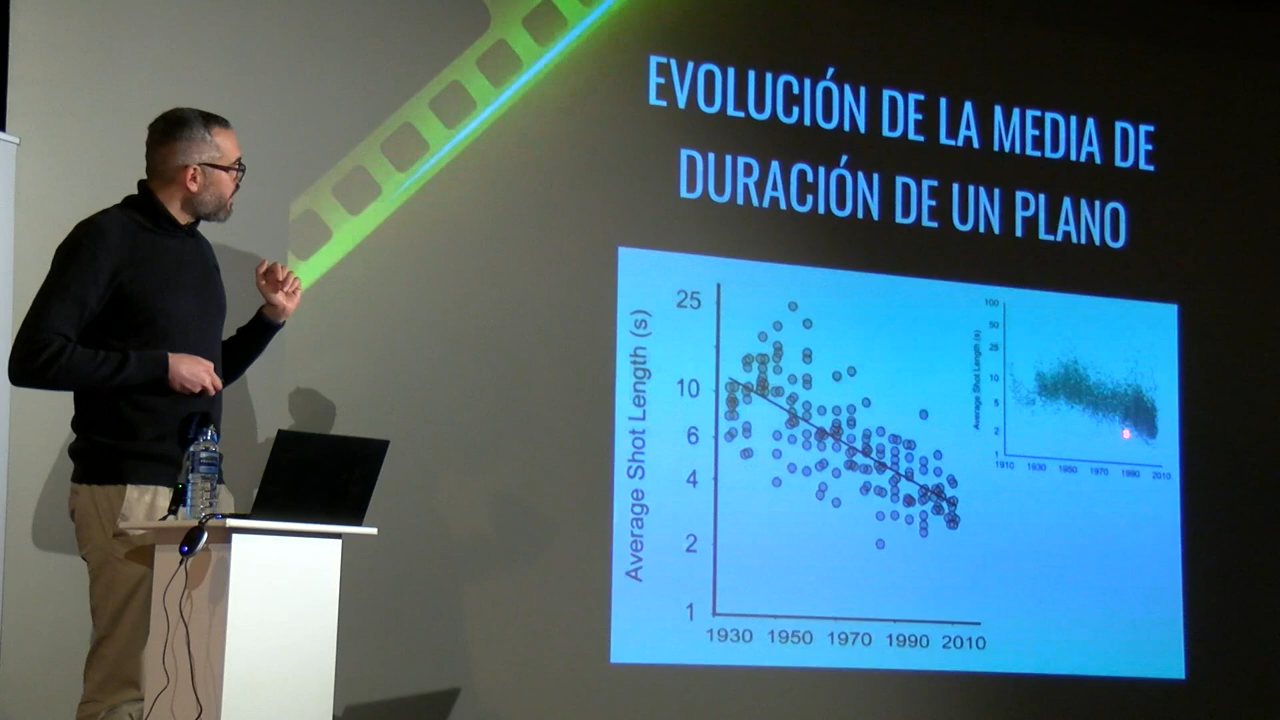 EVOLUCIÓN DE LA MEDIA DE
DURACIÓN DE UN PLANO
Average Shot Length (s)
25
10
6
4
2
1
1930 1950 1970 1990 2010
Average Shot Length (s)
100
50
25
10
5
2
1
1910 1930 1950 1970 1990 2010